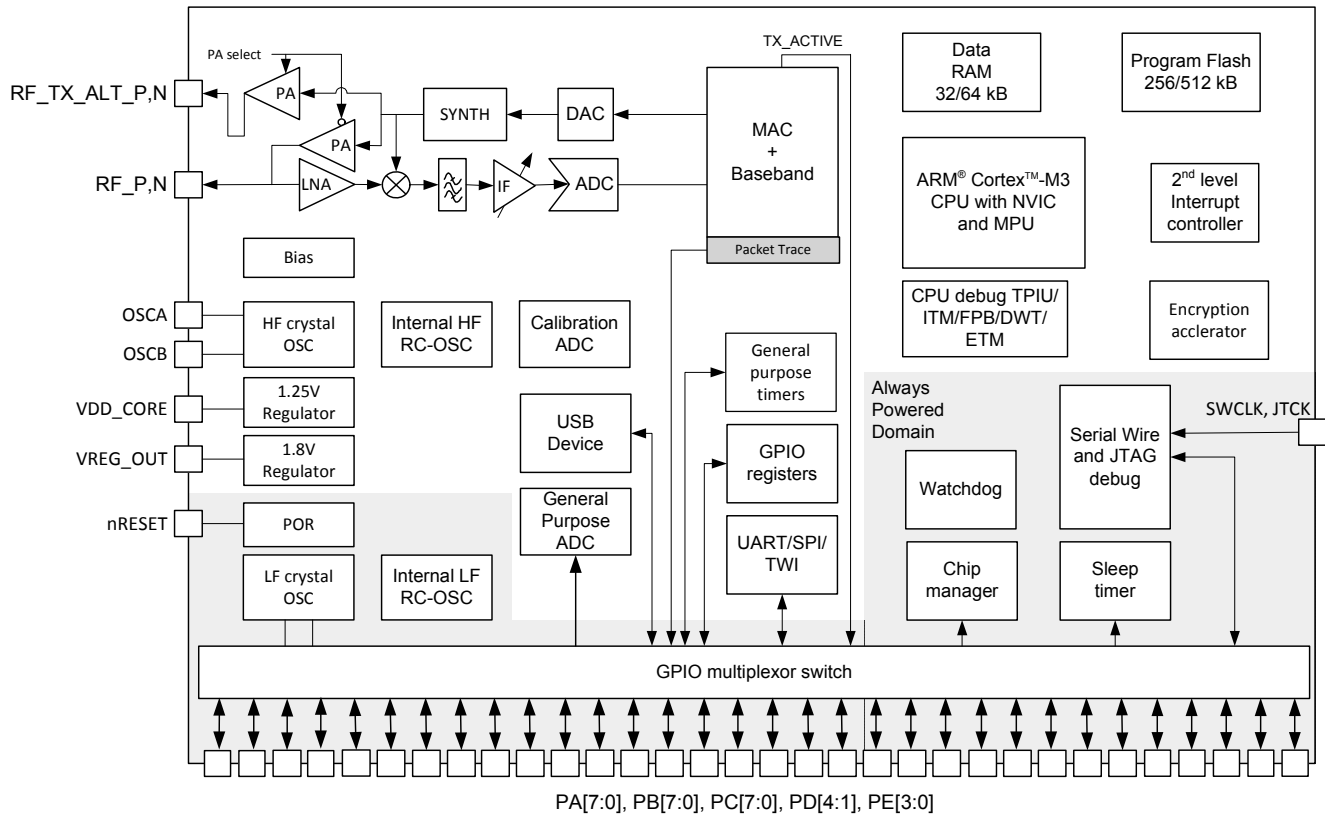 TX_ACTIVE
PA select
RF_TX_ALT_P,N
PA
SYNTH
DAC
MAC
+
Baseband
Data
RAM
32/64 kB
Program Flash
256/512 kB
PA
RF_P,N
LNA
IF
ADC
ARM® Cortex™-M3
CPU with NVIC
and MPU
2nd level
Interrupt
controller
Packet Trace
Bias
OSCA
OSCB
HF crystal
OSC
Internal HF
RC-OSC
Calibration
ADC
General
purpose
timers
CPU debug TPIU/
ITM/FPB/DWT/
ETM
Encryption
acclerator
VDD_CORE
1.25V
Regulator
USB
Device
Always
Powered
Domain
Serial Wire
and JTAG
debug
SWCLK, JTCK
VREG_OUT
1.8V
Regulator
GPIO
registers
Watchdog
nRESET
POR
General
Purpose
ADC
UART/SPI/
TWI
LF crystal
OSC
Internal LF
RC-OSC
Chip
manager
Sleep
timer
GPIO multiplexor switch
PA[7:0], PB[7:0], PC[7:0], PD[4:1], PE[3:0]